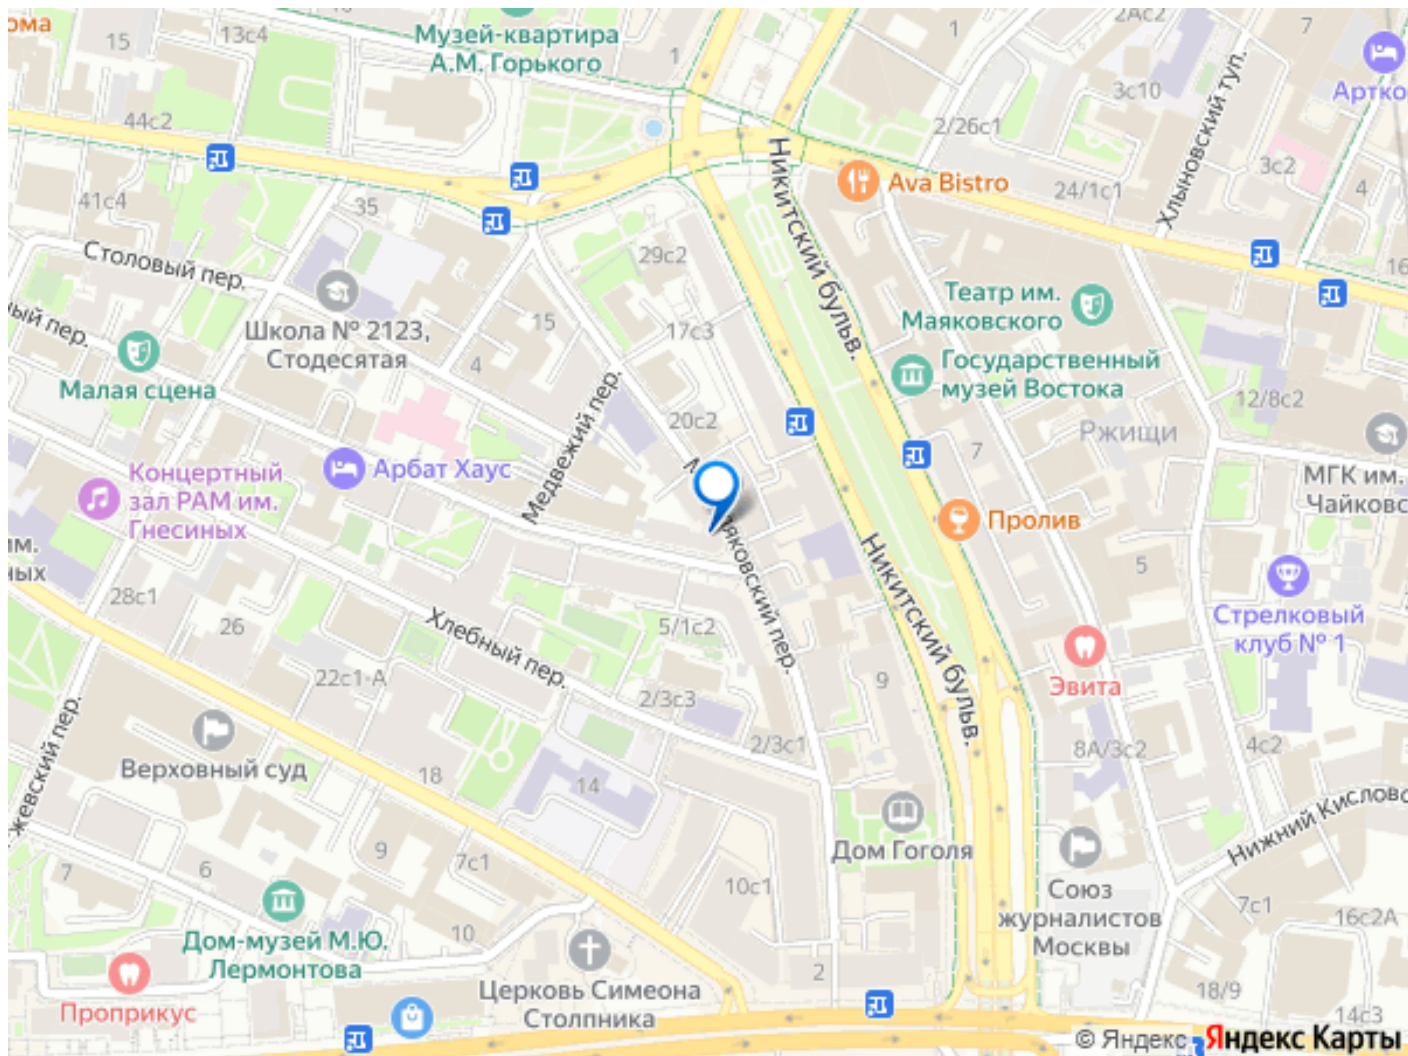 ома
15
13с4
Музей-квартира
А.М. Горького
1
1
2Ас2
7
Артко
3с10
44с2
2/26с1
Хлыновский туп.
3с2
4
41с4
35
Никитский бульв.
Ava Bistro
24/1с1
Столовый пер.
29с2
16
ный пер.
Школа № 2123,
Стодесятая
15
17с3
4
Театр им.
Маяковского
Государственный
музей Востока
Малая сцена
Медвежий пер.
20с2
12/8с2
7
Ржищи
Концертный
зал РАМ им.
Гнесиных
Арбат Хаус
МГК им.
Чайковс
Пролив
им.
ных
28с1
26
Хлебный пер.
5/1с2
ляковский пер.
Никитский бульв.
5
Стрелковый
клуб № 1
Эвита
22с1-А
2/3с3
9
2/3с1
8А/3с2
4с2
жевский пер.
Верховный суд
18
14
Нижний Кислово
Дом Гоголя
7
6
9
7с1
10с1
Союз
журналистов
Москвы
7с1
16с2А
Дом-музей М.Ю.
Лермонтова
10
2
Проприкус
Церковь Симеона
Столпника
18/9
14с3
© Яндекс Яндекс Карты